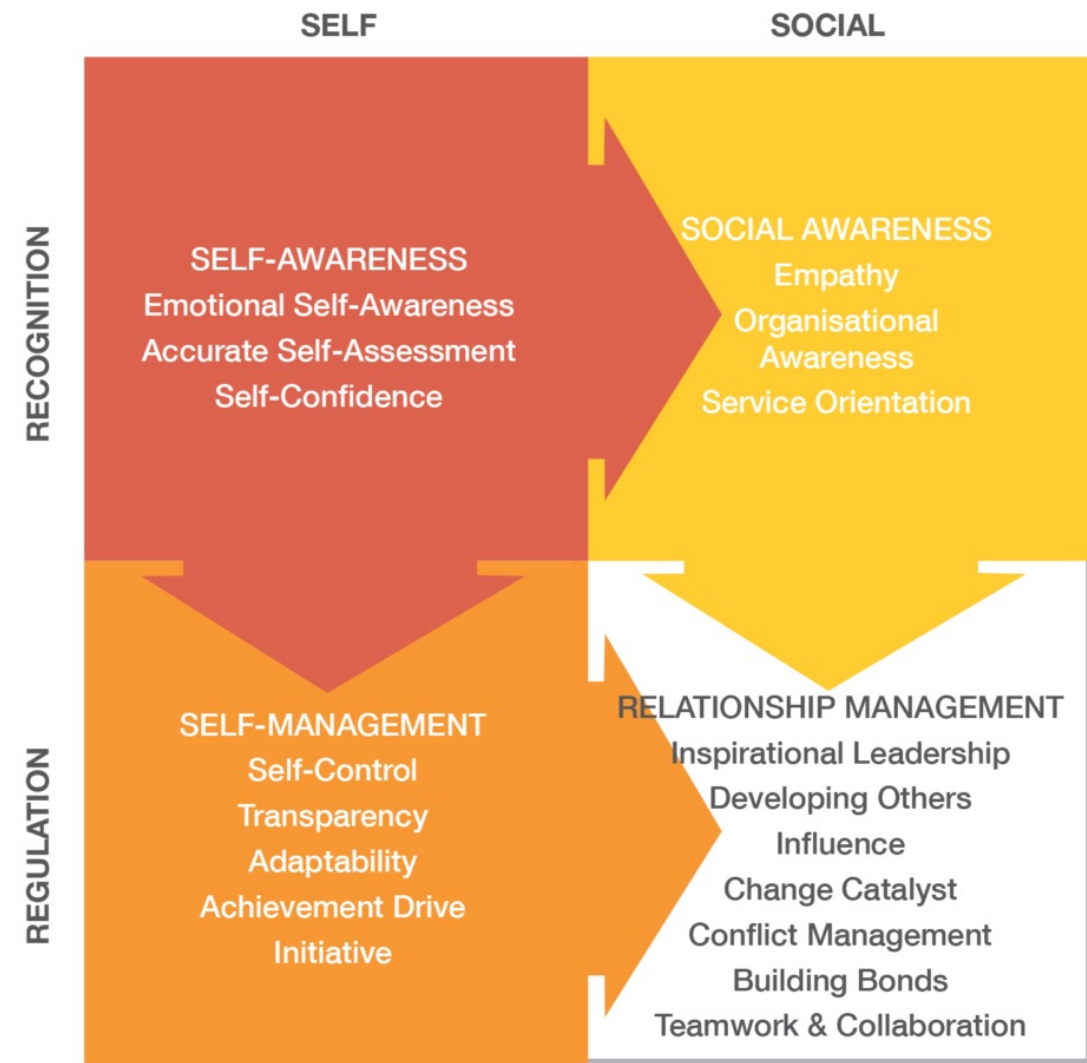 SELF
SOCIAL
RECOGNITION
SELF-AWARENESS
Emotional Self-Awareness
Accurate Self-Assessment
Self-Confidence
SOCIAL AWARENESS
Empathy
Organisational
Awareness
Service Orientation
REGULATION
SELF-MANAGEMENT
Self-Control
Transparency
Adaptability
Achievement Drive
Initiative
RELATIONSHIP MANAGEMENT
Inspirational Leadership
Developing Others
Influence
Change Catalyst
Conflict Management
Building Bonds
Teamwork & Collaboration